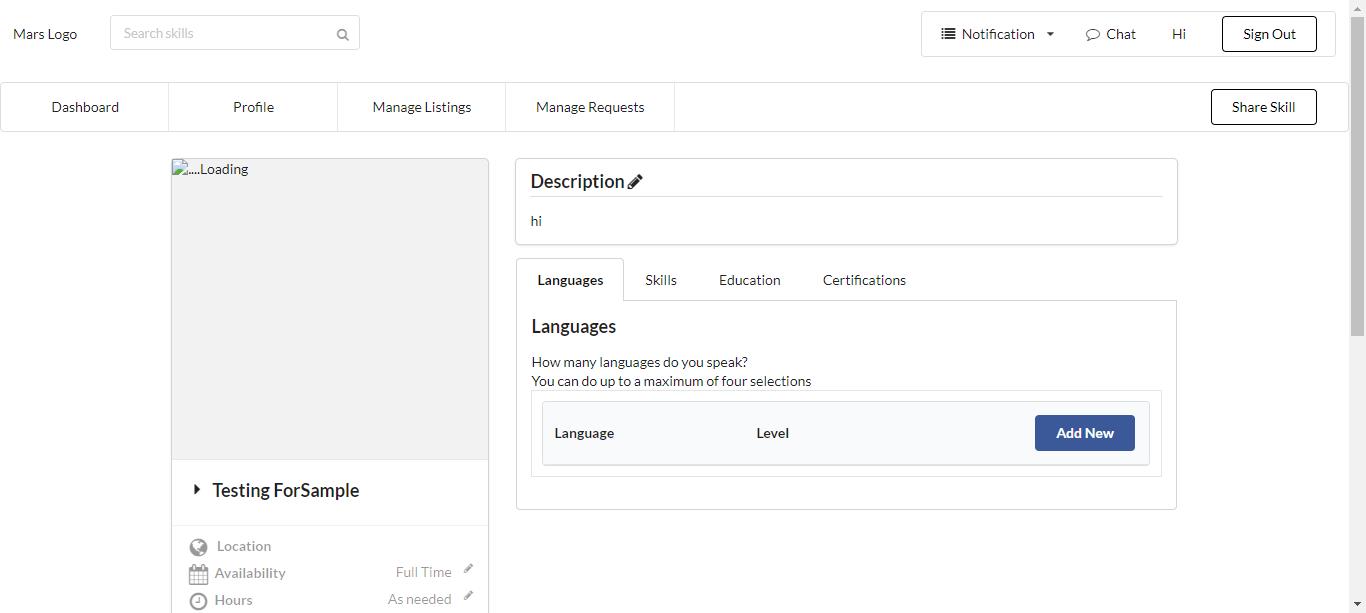 Mars Logo
Search skills
Notification
Chat
Hi
Sign Out
Dashboard
Profile
Manage Listings
Manage Requests
Share Skill
....Loading
Testing ForSample
Location
Availability
Full Time
Hours
As needed
Description
hi
Languages
Skills
Education
Certifications
Languages
How many languages do you speak?
You can do up to a maximum of four selections
Language
Level
Add New